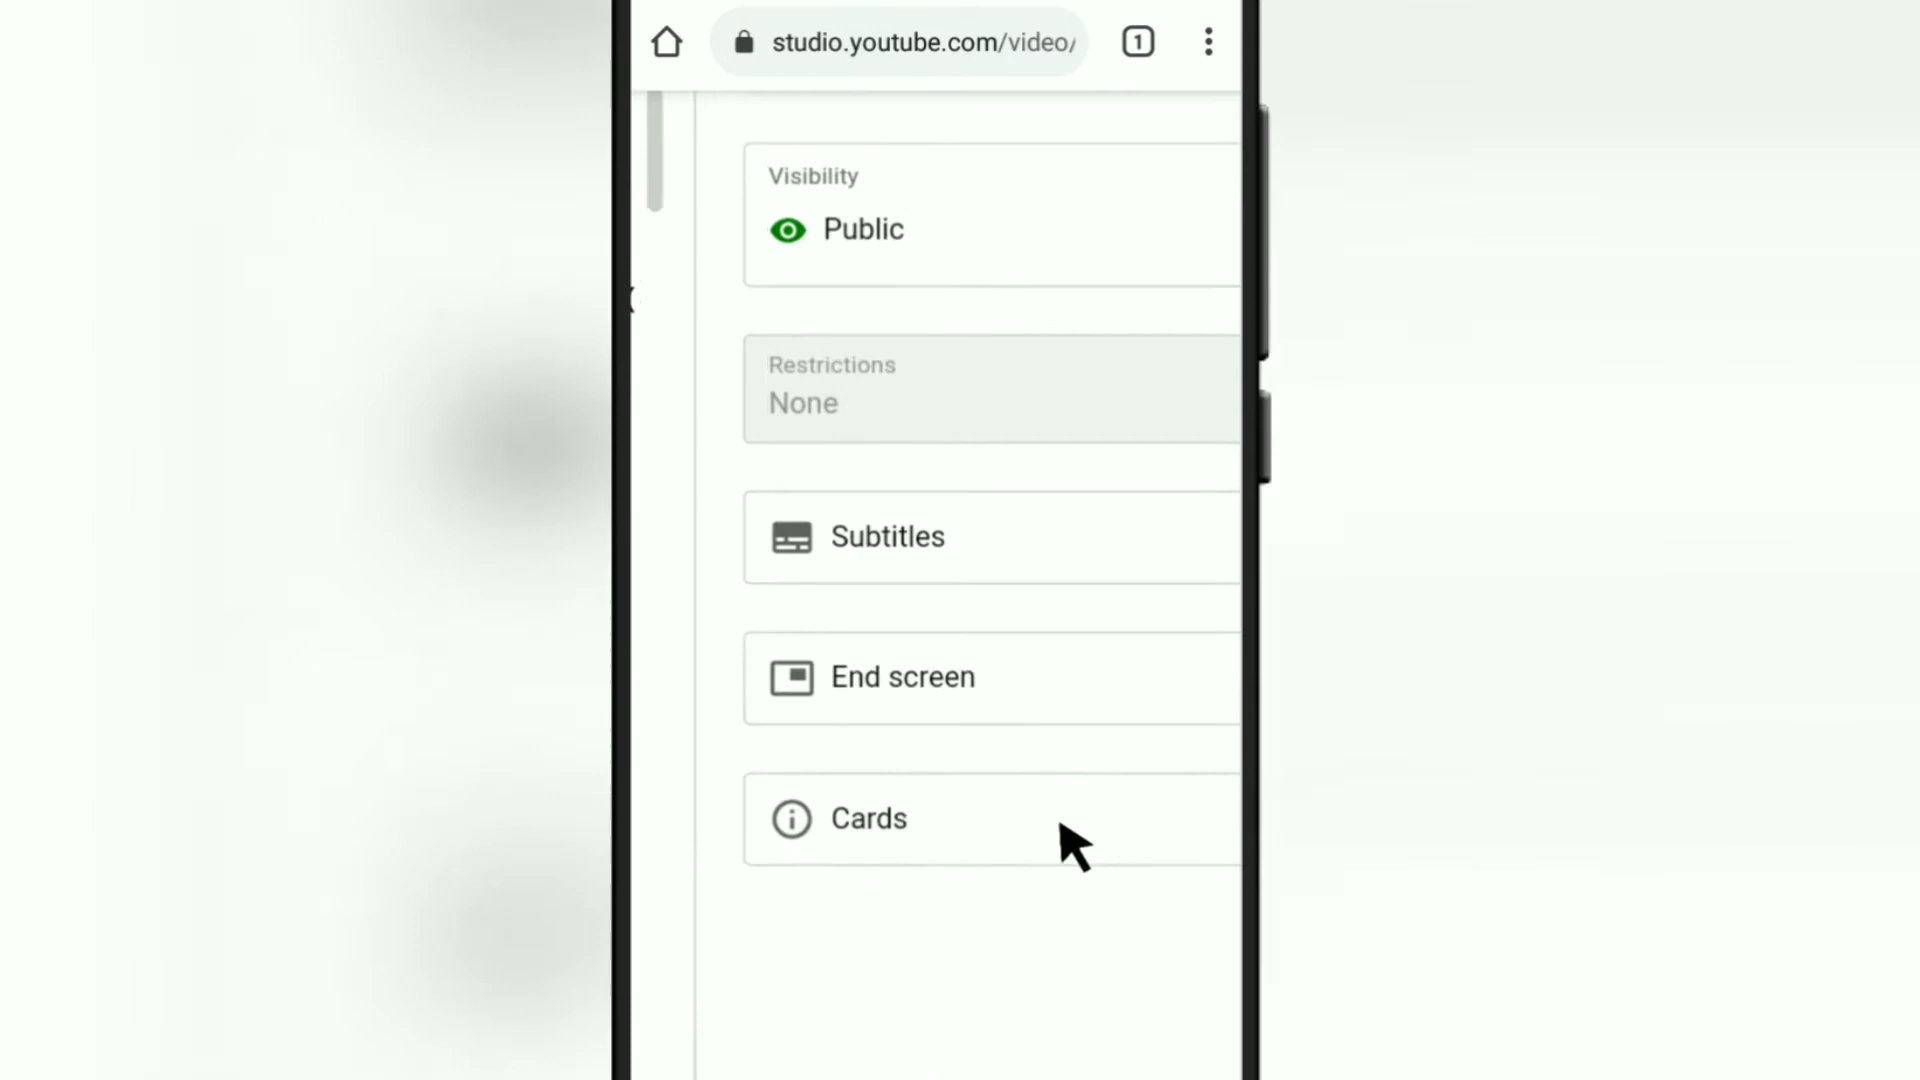 studio.youtube.com/video/
1
Visibility
Public
Restrictions
None
Subtitles
End screen
Cards